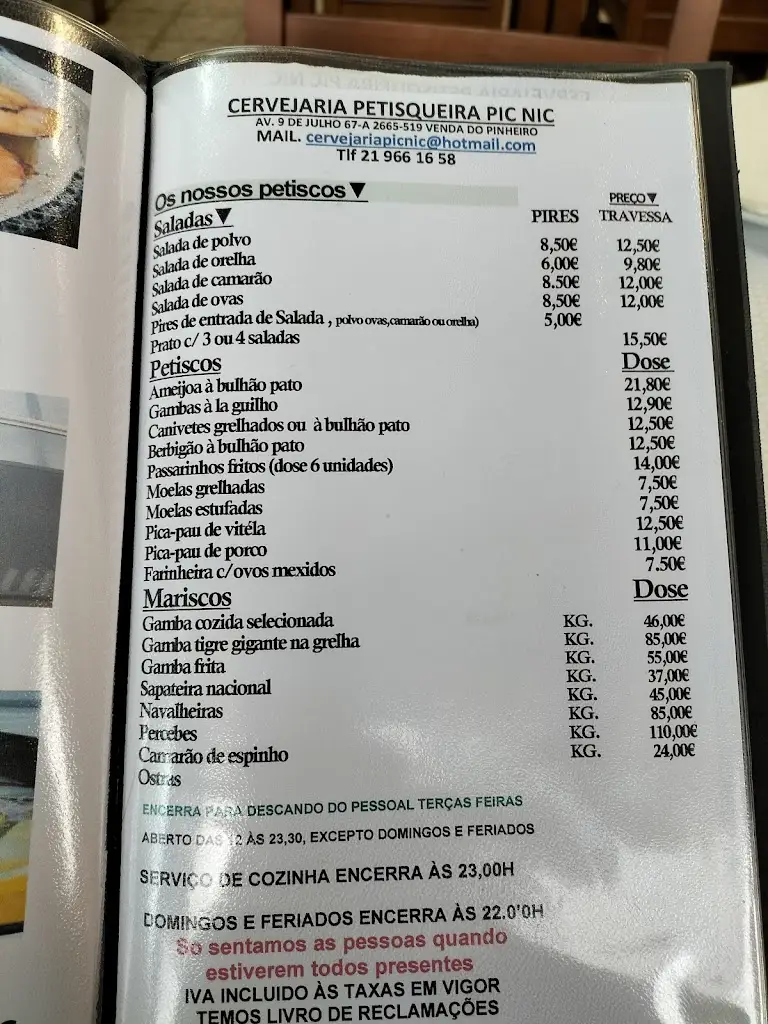 CERVEJARIA PETISQUEIRA PIC NIC
AV. 9 DE JULHO 67-A 2665-519 VENDA DO PINHEIRO
MAIL. cervejariapicnic@hotmail.com
Tlf 21 966 16 58
Os nossos petiscos▼
PREÇO▼
Saladas▼ PIRES TRAVESSA
Salada de polvo 8,50€ 12,50€
Salada de orelha 6,00€ 9,80€
Salada de camarão 8.50€ 12,00€
Salada de ovas 8,50€ 12,00€
Pires de entrada de Salada , polvo ovas,camarão ou orelha) 5,00€
Prato c/ 3 ou 4 saladas 15,50€
Petiscos Dose
Ameijoa à bulhão pato 21,80€
Gambas à la guilho 12,90€
Canivetes grelhados ou à bulhão pato 12,50€
Berbigão à bulhão pato 12,50€
Passarinhos fritos (dose 6 unidades) 14,00€
Moelas grelhadas 7,50€
Moelas estufadas 7,50€
Pica-pau de vitéla 12,50€
Pica-pau de porco 11,00€
Farinheira c/ovos mexidos 7.50€
Mariscos Dose
Gamba cozida selecionada KG. 46,00€
Gamba tigre gigante na grelha KG. 85,00€
Gamba frita KG. 55,00€
Sapateira nacional KG. 37,00€
Navalheiras KG. 45,00€
Percebes KG. 85,00€
Camarão de espinho KG. 110,00€
Ostras KG. 24,00€
ENCERRA PARA DESCANDO DO PESSOAL TERÇAS FEIRAS
ABERTO DAS 12 ÀS 23,30, EXCEPTO DOMINGOS E FERIADOS
SERVIÇO DE COZINHA ENCERRA ÀS 23,00H
DOMINGOS E FERIADOS ENCERRA ÀS 22.0'0H
So sentamos as pessoas quando
estiverem todos presentes
IVA INCLUIDO ÀS TAXAS EM VIGOR
TEMOS LIVRO DE RECLAMAÇÕES